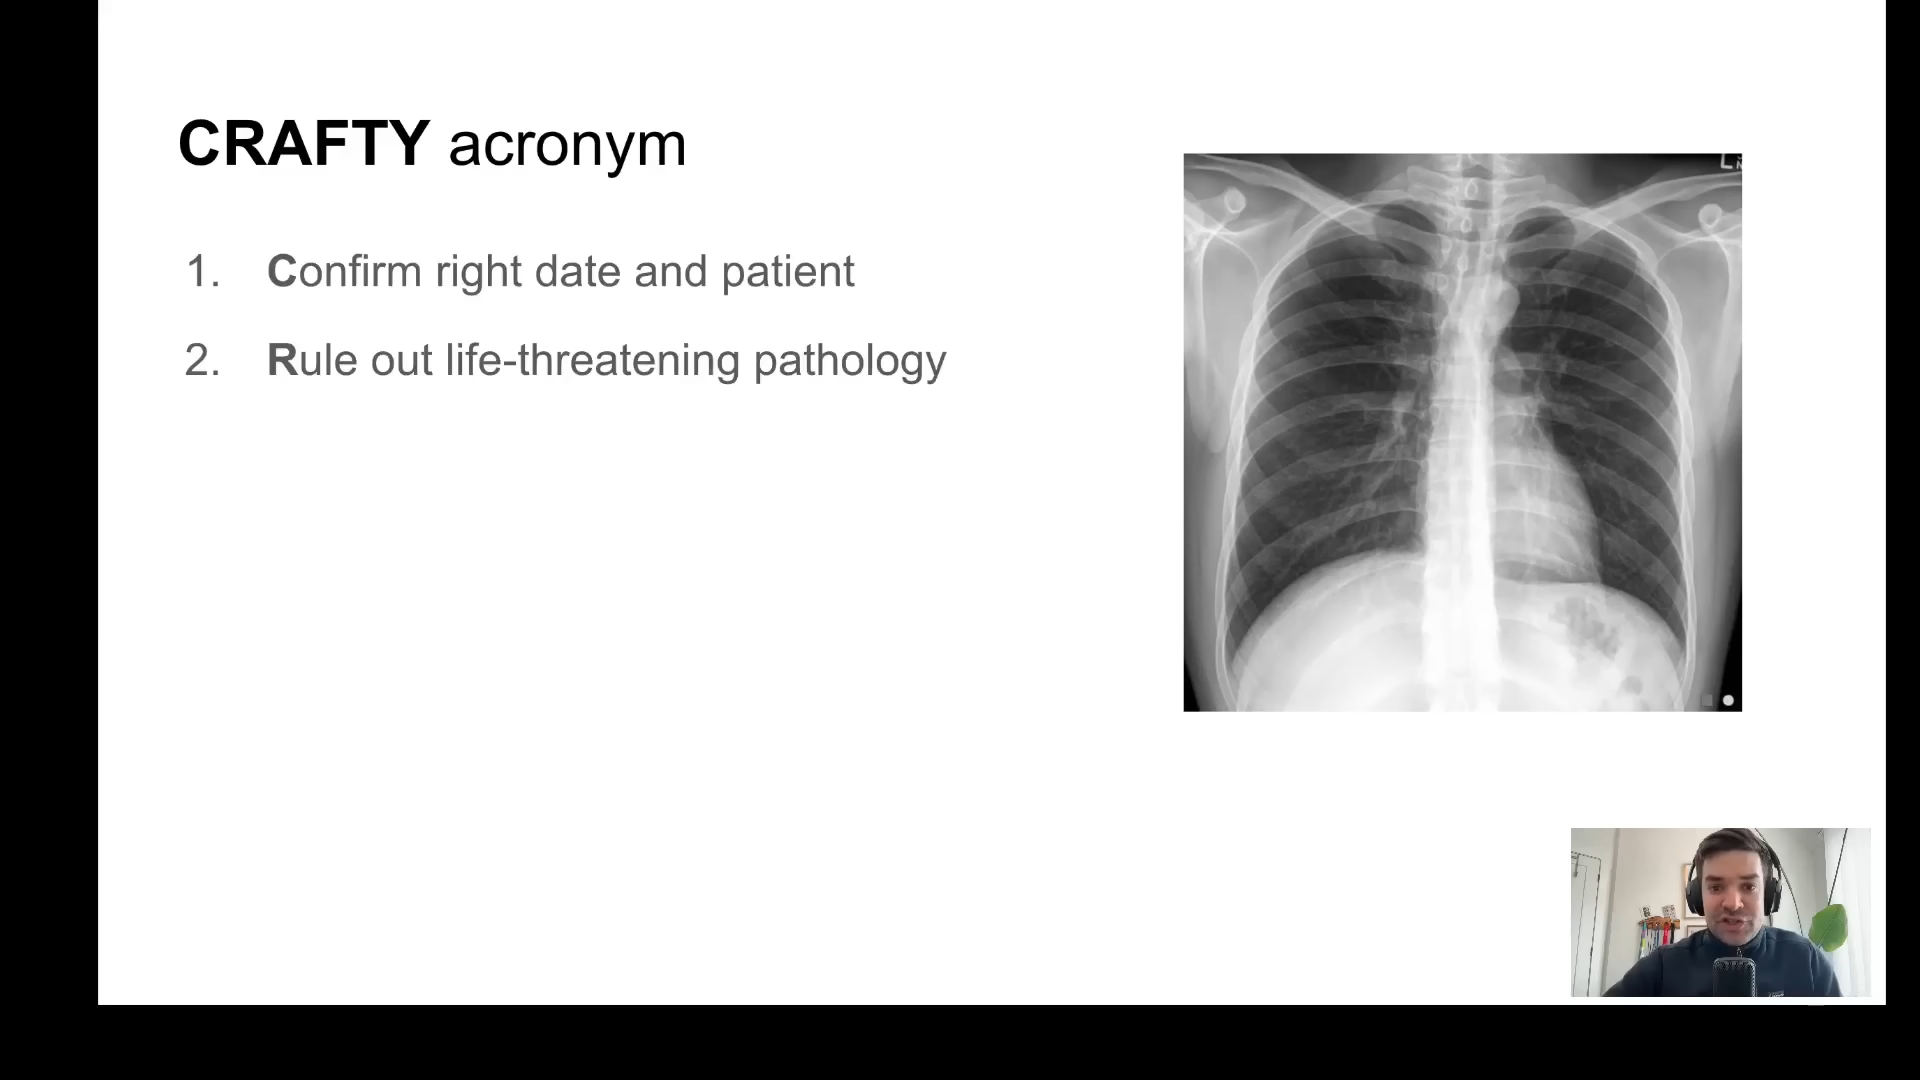 CRAFTY acronym
1. Confirm right date and patient
2. Rule out life-threatening pathology
L